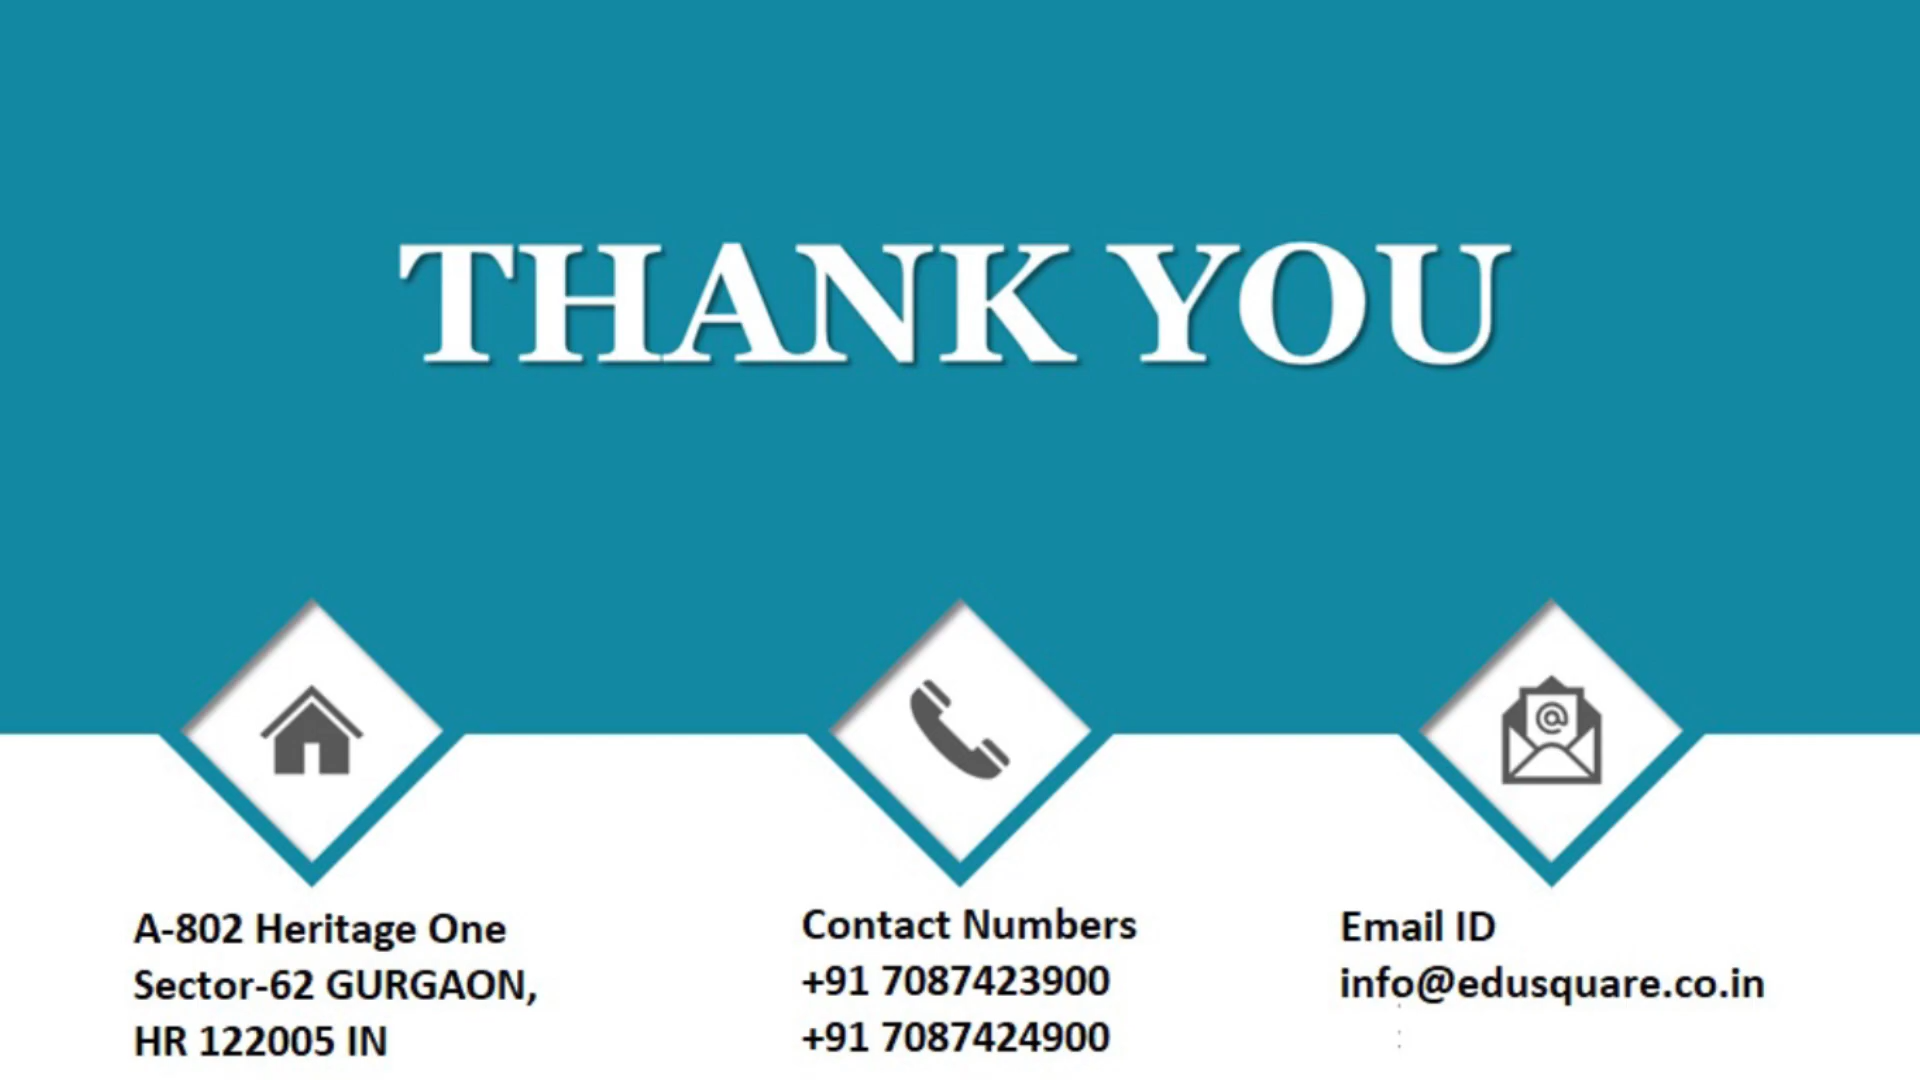 THANK YOU
A-802 Heritage One
Sector-62 GURGAON,
HR 122005 IN
Contact Numbers
+91 7087423900
+91 7087424900
Email ID
info@edusquare.co.in